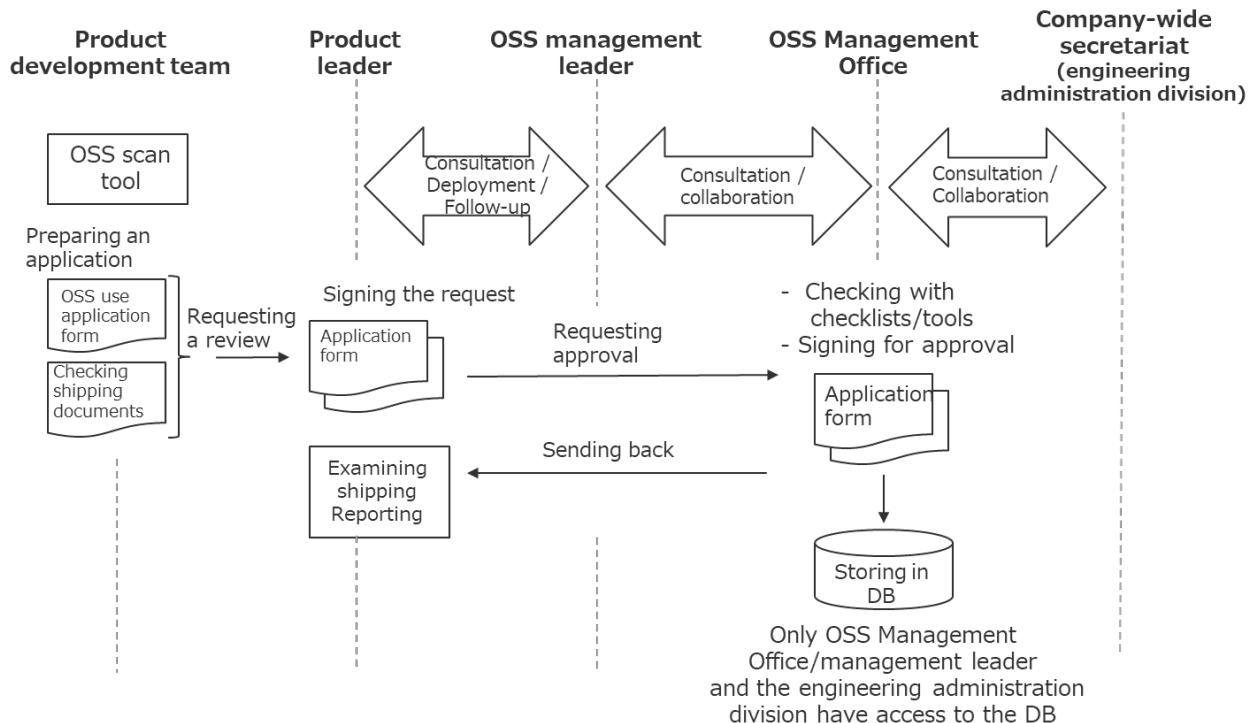 Product
development team
Product
leader
OSS management
leader
OSS Management
Office
Company-wide
secretariat
(engineering
administration division)
OSS scan
tool
Consultation /
Deployment /
Follow-up
Consultation /
collaboration
Consultation /
Collaboration
Preparing an
application
OSS use
application
form
Checking
shipping
documents
Requesting
a review
Signing the request
Application
form
Requesting
approval
- Checking with
checklists/tools
- Signing for approval
Application
form
Sending back
Examining
shipping
Reporting
Storing in
DB
Only OSS Management
Office/management leader
and the engineering administration
division have access to the DB